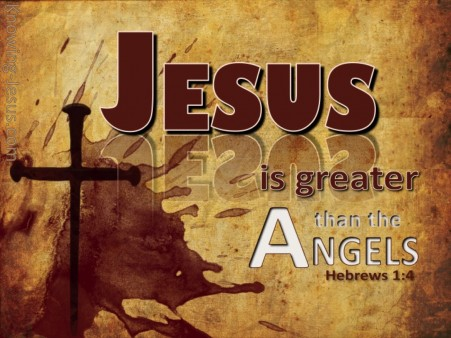 JESUS
is greater
than the
ANGELS
Hebrews 1:4